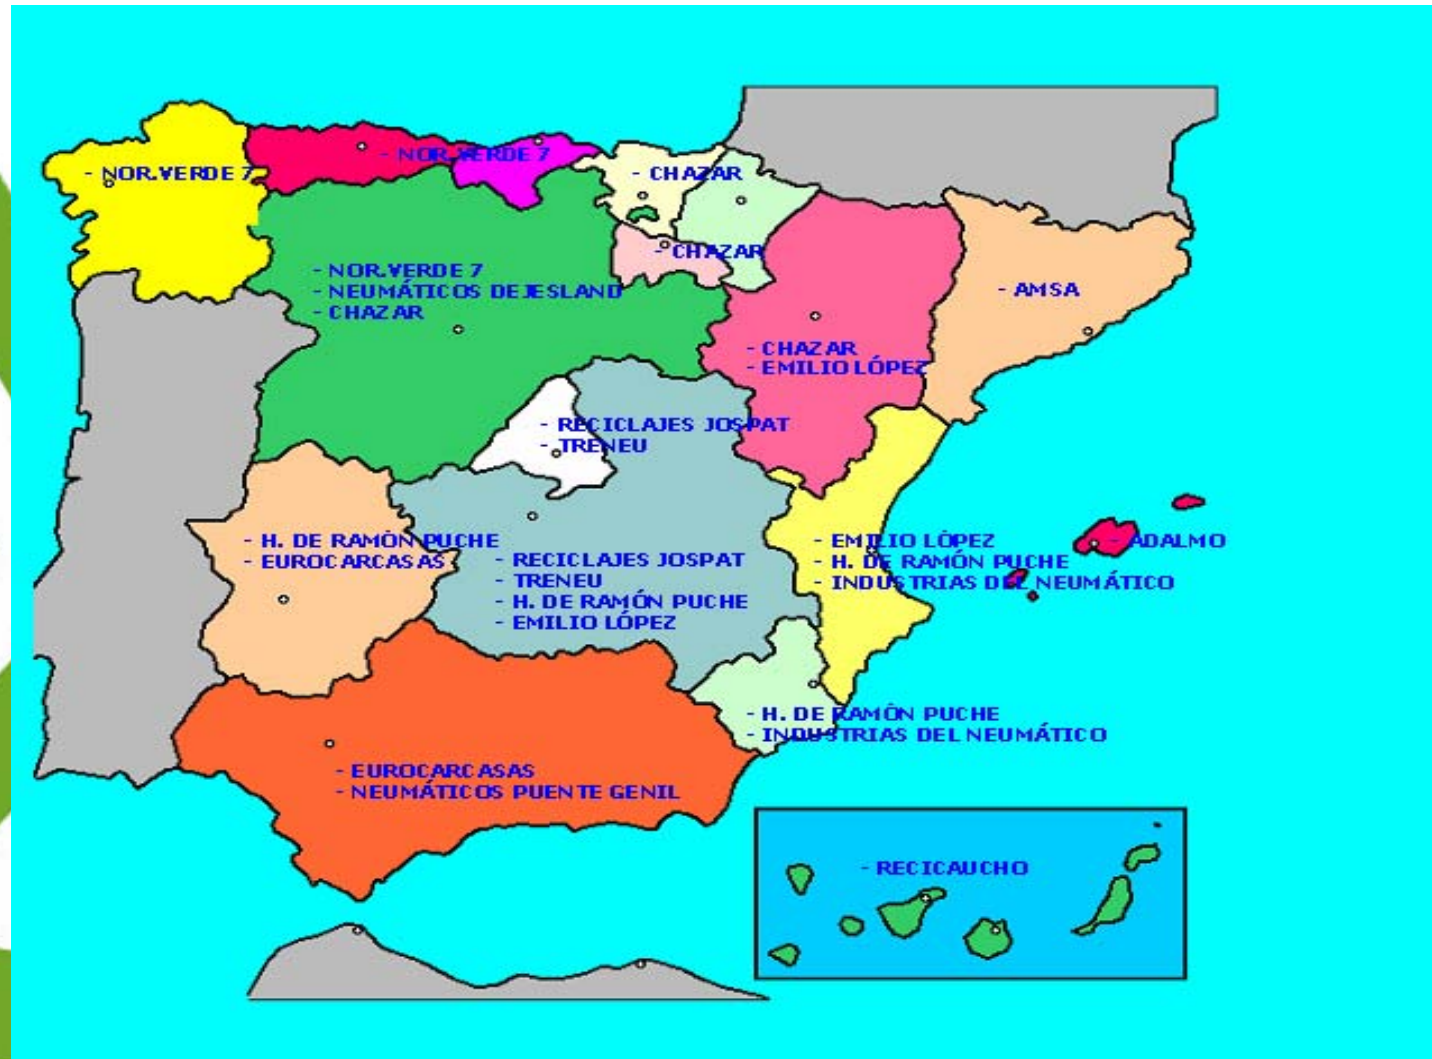 - NOR.VERDE 7
- NOR.VERDE 7
- CHAZAR
- CHAZAR
- NOR.VERDE 7
- NEUMÁTICOS DEJESLAND
- CHAZAR
- AMSA
- CHAZAR
- EMILIO LÓPEZ
- RECICLAJES JOSPAT
- TRENEU
- H. DE RAMÓN PUCHE
- EUROCARCASAS
- RECICLAJES JOSPAT
- TRENEU
- H. DE RAMÓN PUCHE
- EMILIO LÓPEZ
- EMILIO LÓPEZ
- H. DE RAMÓN PUCHE
- INDUSTRIAS DEL NEUMÁTICO
- ADALMO
- H. DE RAMÓN PUCHE
- INDUSTRIAS DEL NEUMÁTICO
- EUROCARCASAS
- NEUMÁTICOS PUENTE GENIL
- RECICAUCHO